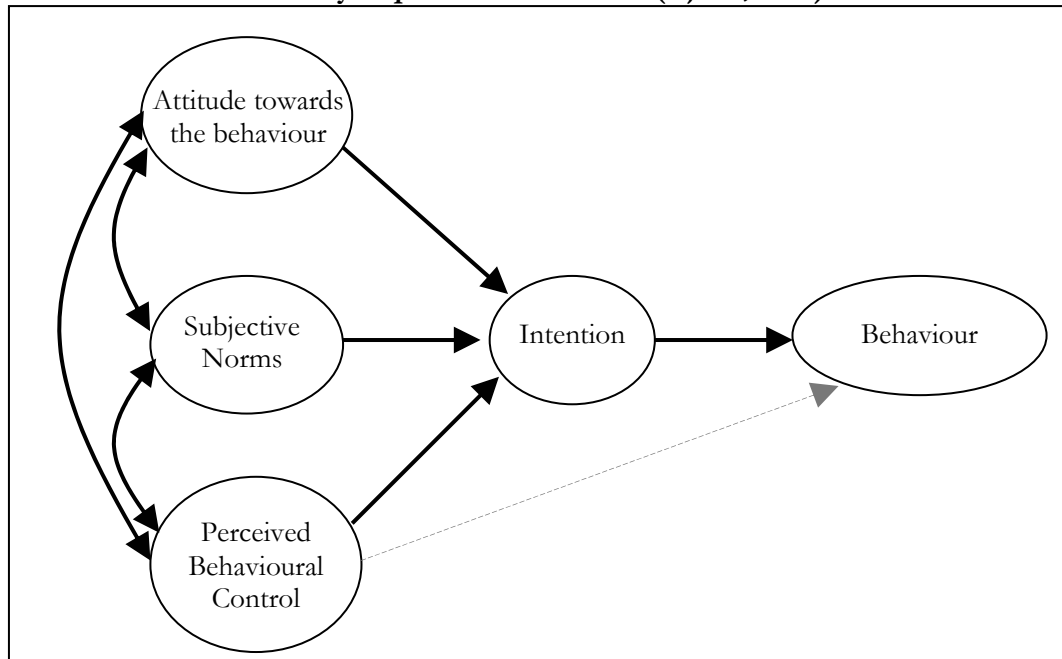 Attitude towards
the behaviour
Subjective
Norms
Intention
Behaviour
Perceived
Behavioural
Control